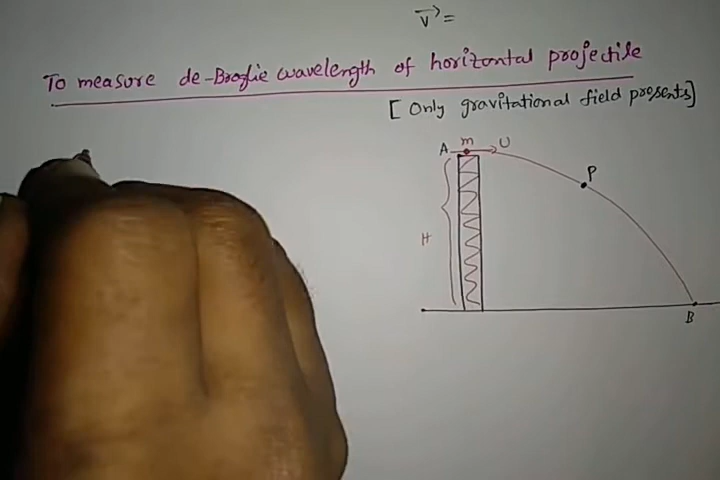 v⃗ =
To measure de-Broglie wavelength of horizontal projectile
[ Only gravitational field presents]
A m U
P
H
B